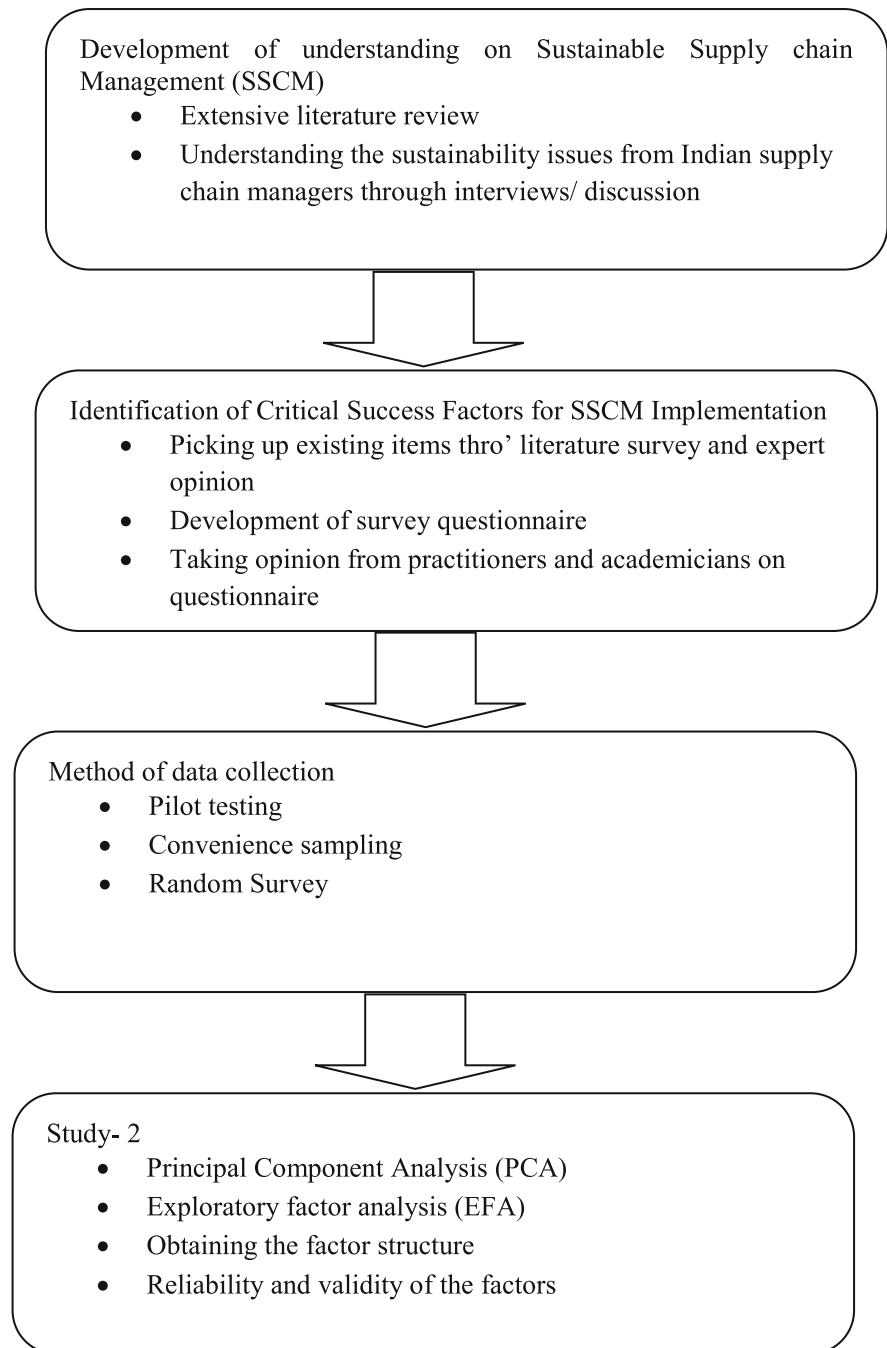 Development of understanding on Sustainable Supply chain
Management (SSCM)
• Extensive literature review
• Understanding the sustainability issues from Indian supply
chain managers through interviews/ discussion
Identification of Critical Success Factors for SSCM Implementation
• Picking up existing items thro’ literature survey and expert
opinion
• Development of survey questionnaire
• Taking opinion from practitioners and academicians on
questionnaire
Method of data collection
• Pilot testing
• Convenience sampling
• Random Survey
Study- 2
• Principal Component Analysis (PCA)
• Exploratory factor analysis (EFA)
• Obtaining the factor structure
• Reliability and validity of the factors